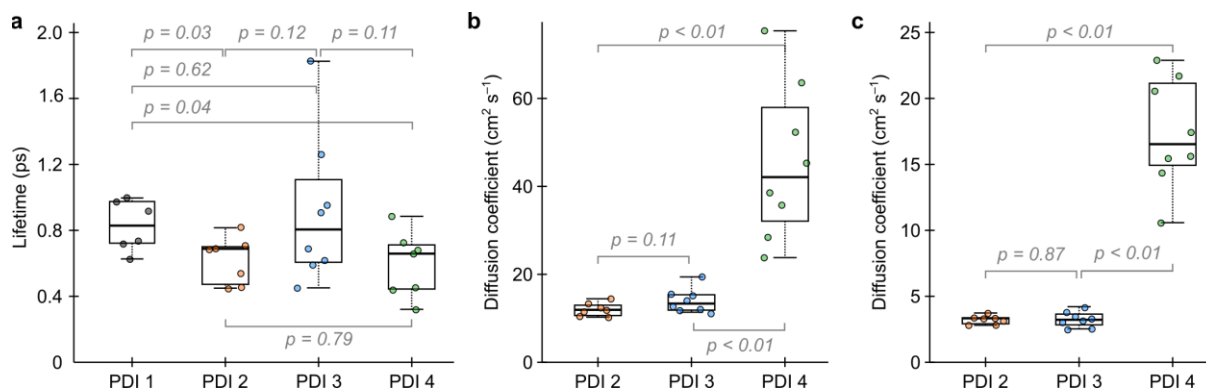 a
Lifetime (ps)
2.0
1.6
1.2
0.8
0.4
0
p = 0.03
p = 0.12
p = 0.11
p = 0.62
p = 0.04
p = 0.79
PDI 1 PDI 2 PDI 3 PDI 4
b
Diffusion coefficient (cm² s⁻¹)
60
40
20
0
p < 0.01
p = 0.11
p < 0.01
PDI 2 PDI 3 PDI 4
c
Diffusion coefficient (cm² s⁻¹)
25
20
15
10
5
0
p < 0.01
p = 0.87
p < 0.01
PDI 2 PDI 3 PDI 4